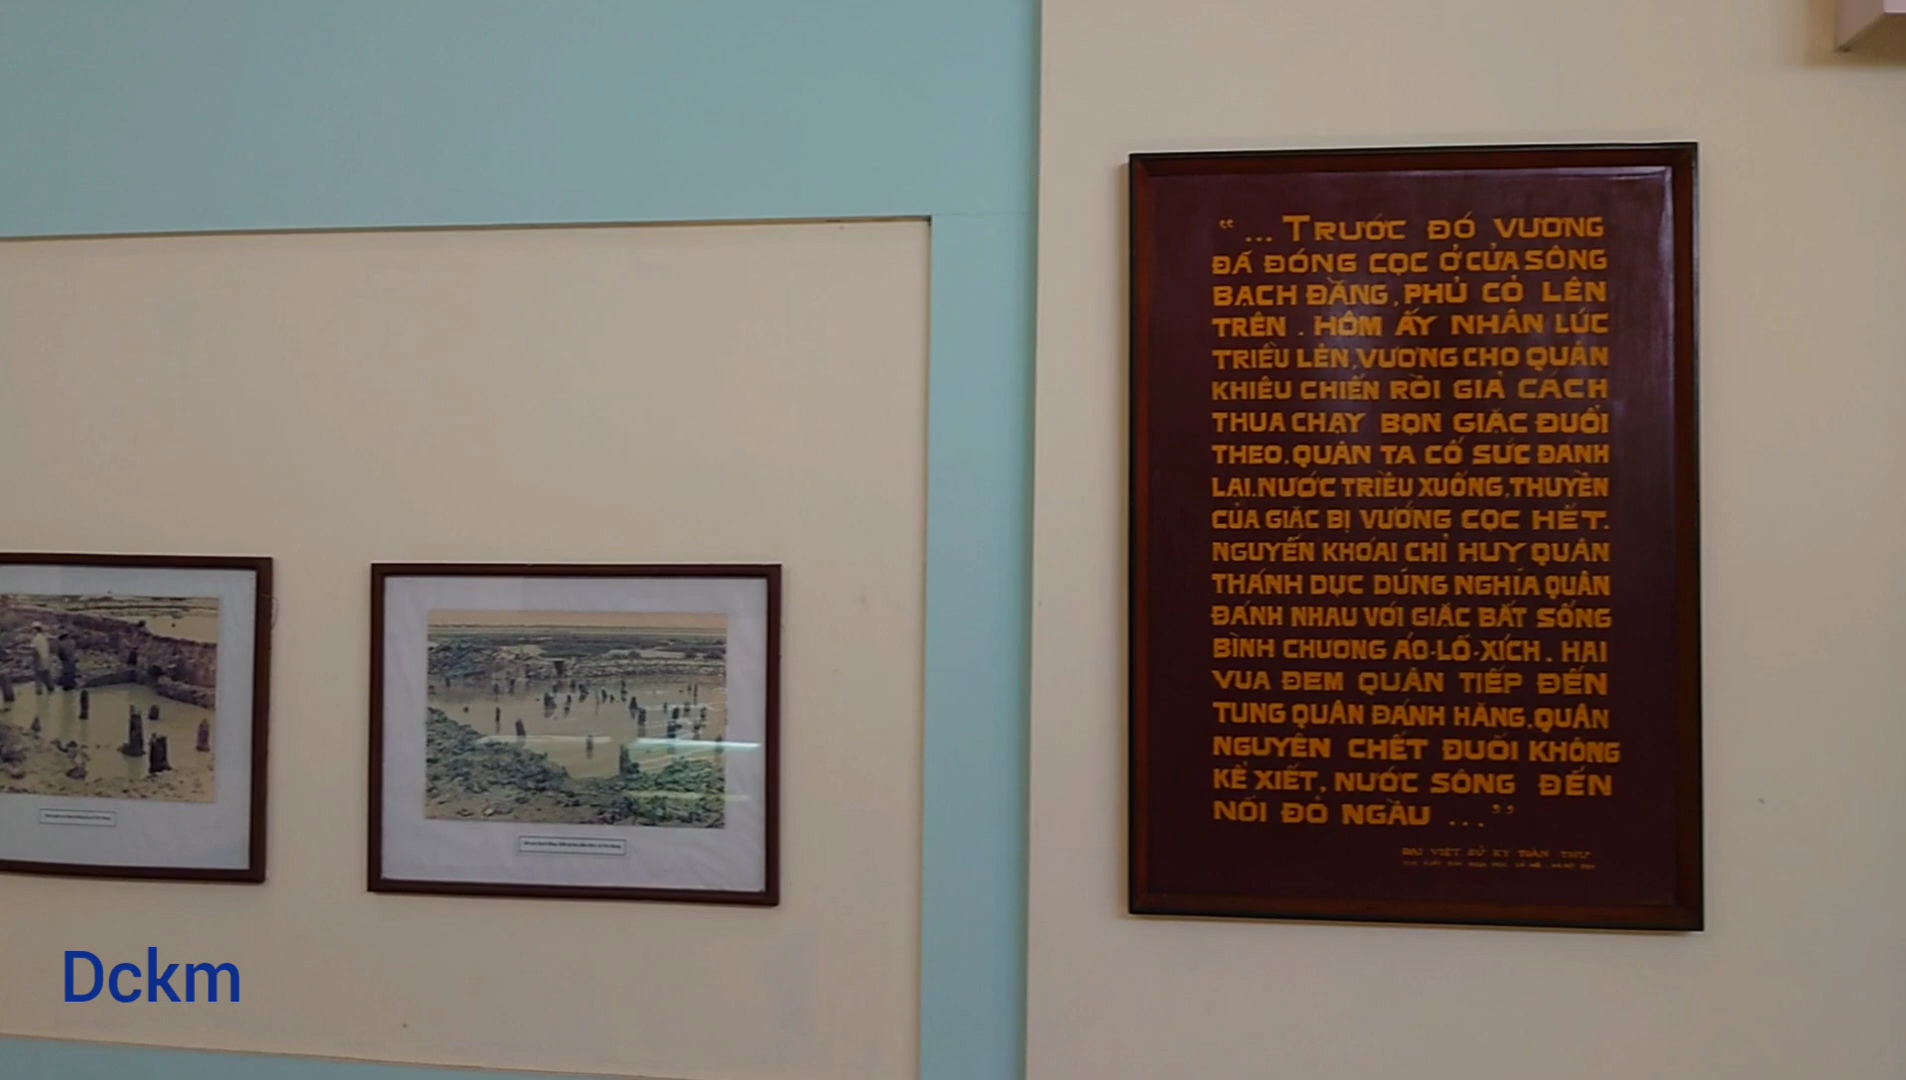 “ ... TRƯỚC ĐÓ VƯƠNG
ĐÃ ĐÓNG CỌC Ở CỬA SÔNG
BẠCH ĐẰNG, PHỦ CỎ LÊN
TRÊN . HÔM ẤY NHÂN LÚC
TRIỀU LÊN, VƯƠNG CHO QUÂN
KHIÊU CHIẾN RỒI GIẢ CÁCH
THUA CHẠY BỌN GIẶC ĐUỔI
THEO. QUÂN TA CỐ SỨC ĐÁNH
LẠI. NƯỚC TRIỀU XUỐNG, THUYỀN
CỦA GIẶC BỊ VƯỚNG CỌC HẾT.
NGUYỄN KHOÁI CHỈ HUY QUÂN
THÁNH DỰC DŨNG NGHĨA QUÂN
ĐÁNH NHAU VỚI GIẶC BẮT SỐNG
BÌNH CHƯƠNG ÁO-LỖ-XÍCH . HAI
VUA ĐEM QUÂN TIẾP ĐẾN
TUNG QUÂN ĐÁNH HĂNG, QUÂN
NGUYÊN CHẾT ĐUỐI KHÔNG
KỂ XIẾT, NƯỚC SÔNG ĐẾN
NỖI ĐỎ NGẦU ... ”
ĐẠI VIỆT SỬ KÝ TOÀN THƯ
Dckm